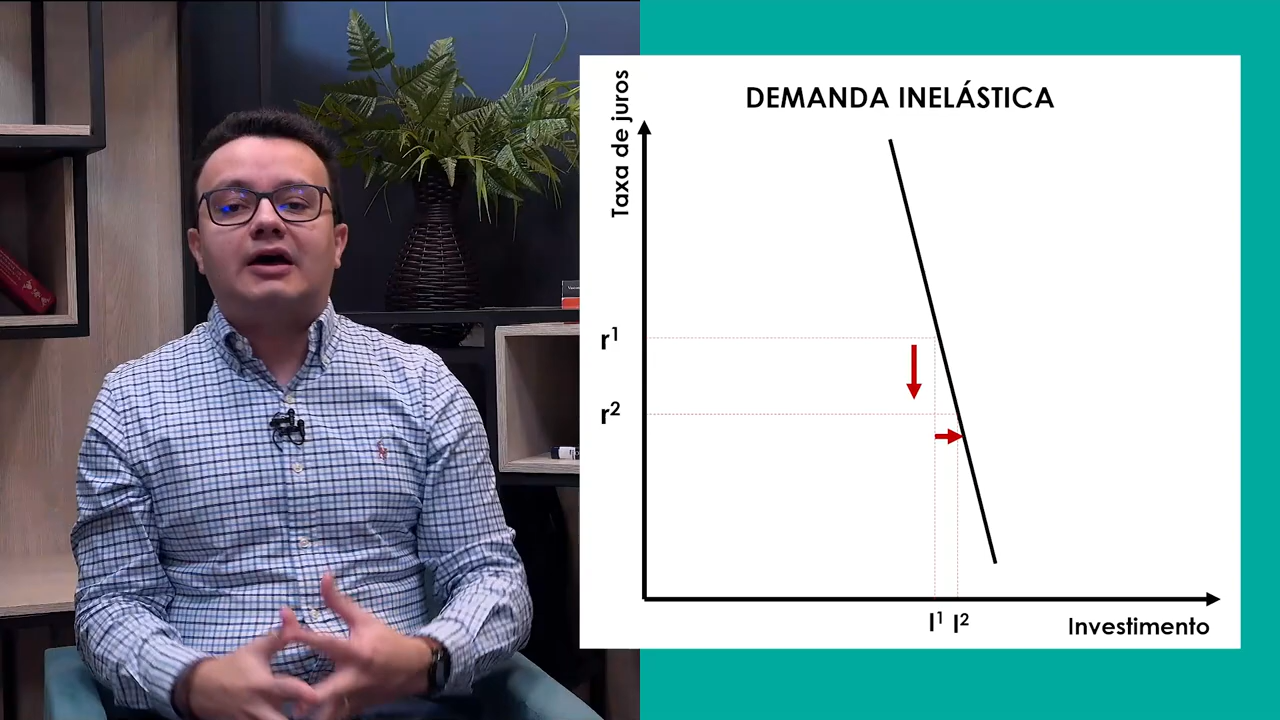 DEMANDA INELÁSTICA
Taxa de juros
r¹
r²
I¹ I²
Investimento